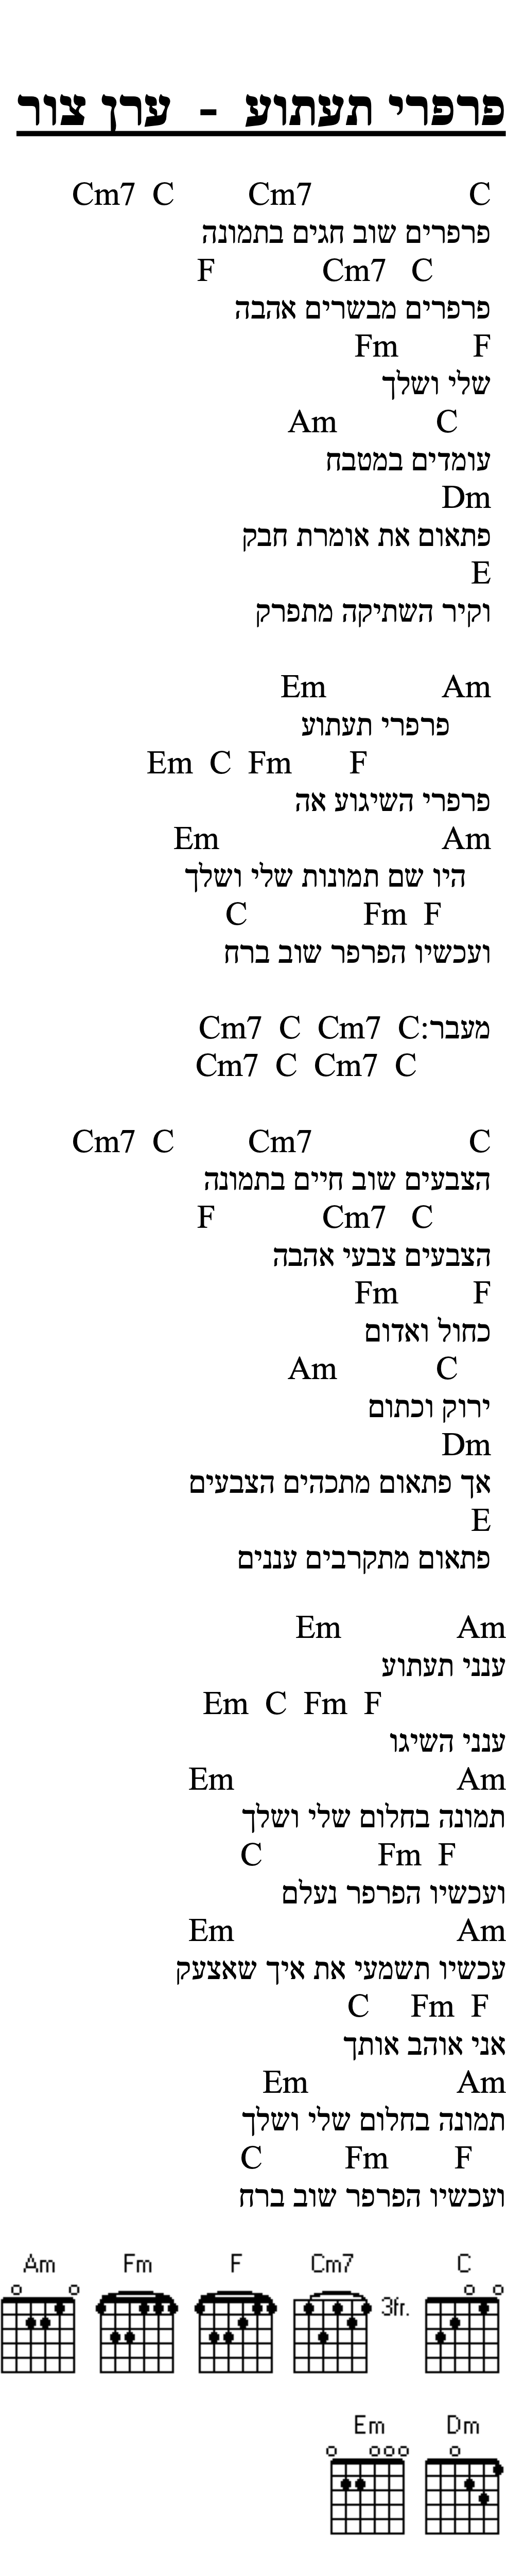 פרפרי תעתוע - ערן צור
Cm7 C Cm7 C
פרפרים שוב חגים בתמונה
F Cm7 C
פרפרים מבשרים אהבה
Fm F
שלי ושלך
Am C
עומדים במטבח
Dm
פתאום את אומרת חבק
E
וקיר השתיקה מתפרק
Em Am
פרפרי תעתוע
Em C Fm F
פרפרי השיגוע אה
Em Am
היו שם תמונות שלי ושלך
C Fm F
ועכשיו הפרפר שוב ברח
מעבר:Cm7 C Cm7 C
Cm7 C Cm7 C
Cm7 C Cm7 C
הצבעים שוב חיים בתמונה
F Cm7 C
הצבעים צבעי אהבה
Fm F
כחול ואדום
Am C
ירוק וכתום
Dm
אך פתאום מתכהים הצבעים
E
פתאום מתקרבים עננים
Em Am
ענני תעתוע
Em C Fm F
ענני השיגו
Em Am
תמונה בחלום שלי ושלך
C Fm F
ועכשיו הפרפר נעלם
Em Am
עכשיו תשמעי את איך שאצעק
C Fm F
אני אוהב אותך
Em Am
תמונה בחלום שלי ושלך
C Fm F
ועכשיו הפרפר שוב ברח
Am Fm F Cm7 C
3fr.
Em Dm